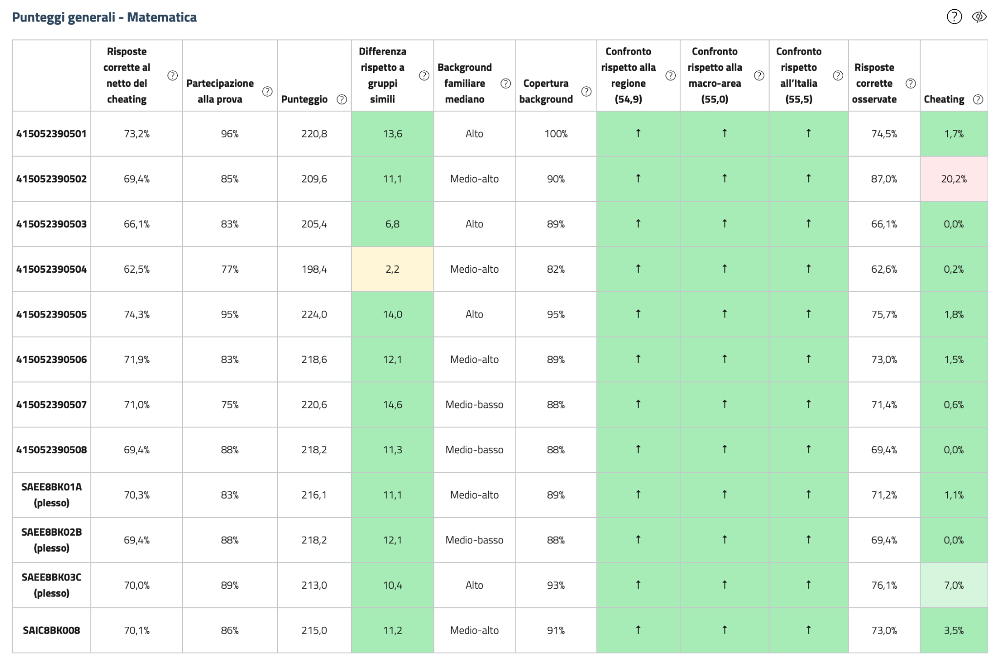 Punteggi generali - Matematica
Risposte corrette al netto del cheating
Partecipazione alla prova
Punteggio
Differenza rispetto a gruppi simili
Background familiare mediano
Copertura background
Confronto rispetto alla regione (54,9)
Confronto rispetto alla macro-area (55,0)
Confronto rispetto all’Italia (55,5)
Risposte corrette osservate
Cheating
415052390501 73,2% 96% 220,8 13,6 Alto 100% ↑ ↑ ↑ 74,5% 1,7%
415052390502 69,4% 85% 209,6 11,1 Medio-alto 90% ↑ ↑ ↑ 87,0% 20,2%
415052390503 66,1% 83% 205,4 6,8 Alto 89% ↑ ↑ ↑ 66,1% 0,0%
415052390504 62,5% 77% 198,4 2,2 Medio-alto 82% ↑ ↑ ↑ 62,6% 0,2%
415052390505 74,3% 95% 224,0 14,0 Alto 95% ↑ ↑ ↑ 75,7% 1,8%
415052390506 71,9% 83% 218,6 12,1 Medio-alto 89% ↑ ↑ ↑ 73,0% 1,5%
415052390507 71,0% 75% 220,6 14,6 Medio-basso 88% ↑ ↑ ↑ 71,4% 0,6%
415052390508 69,4% 88% 218,2 11,3 Medio-basso 88% ↑ ↑ ↑ 69,4% 0,0%
SAEE8BK01A (plesso) 70,3% 83% 216,1 11,1 Medio-alto 89% ↑ ↑ ↑ 71,2% 1,1%
SAEE8BK02B (plesso) 69,4% 88% 218,2 12,1 Medio-basso 88% ↑ ↑ ↑ 69,4% 0,0%
SAEE8BK03C (plesso) 70,0% 89% 213,0 10,4 Alto 93% ↑ ↑ ↑ 76,1% 7,0%
SAIC8BK008 70,1% 86% 215,0 11,2 Medio-alto 91% ↑ ↑ ↑ 73,0% 3,5%